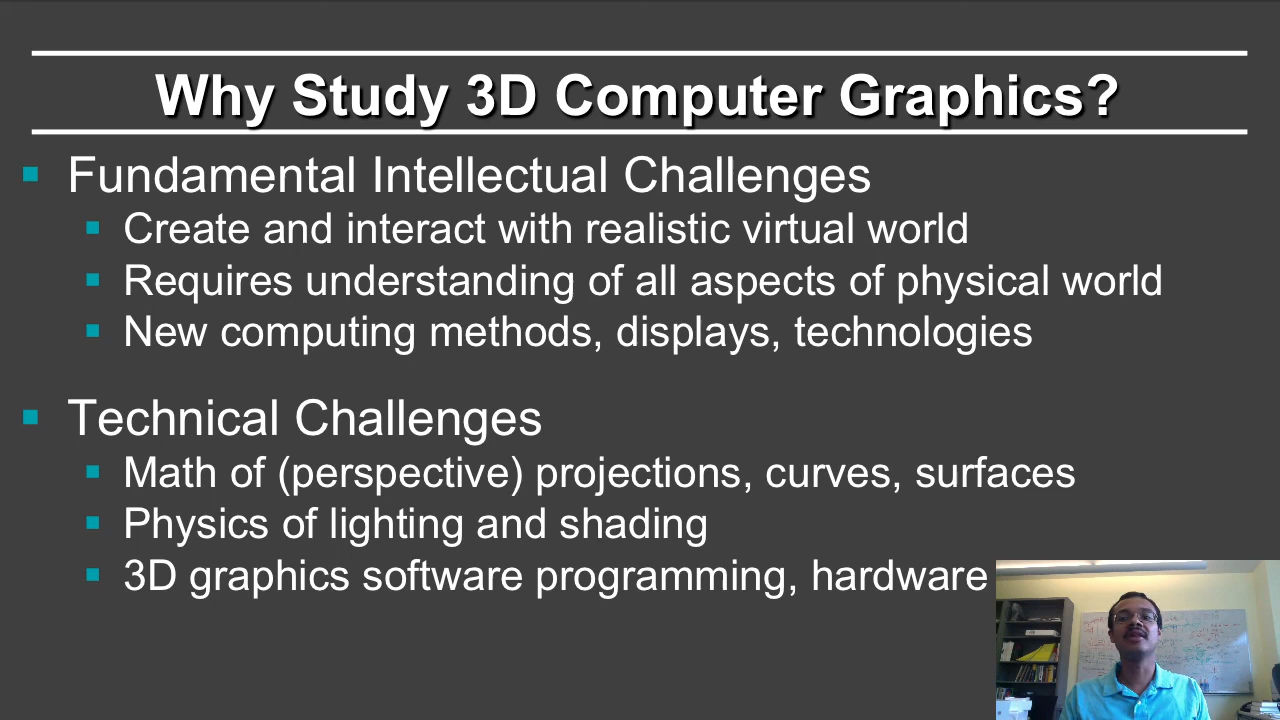 Why Study 3D Computer Graphics?
Fundamental Intellectual Challenges
Create and interact with realistic virtual world
Requires understanding of all aspects of physical world
New computing methods, displays, technologies
Technical Challenges
Math of (perspective) projections, curves, surfaces
Physics of lighting and shading
3D graphics software programming, hardware